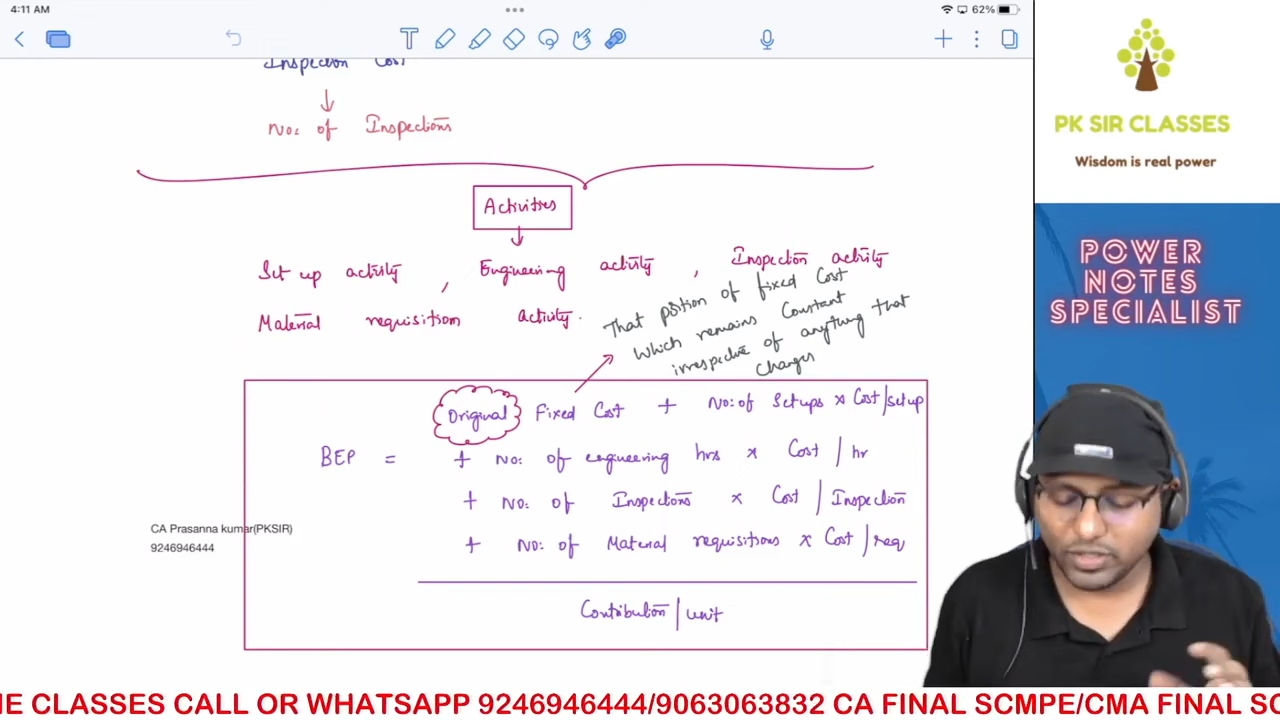 4:11 AM
62%
Inspection Cost
No: of Inspections
Activities
Set up activity , Engineering activity , Inspection activity
Material requisitions activity.
That portion of fixed Cost
Which remains Constant
irrespective of anything that
changes
Original Fixed Cost + No: of Setups x Cost/setup
BEP = + No: of engineering hrs x Cost / hr
+ No: of Inspections x Cost / Inspection
+ No: of Material requisitions x Cost / req
Contribution / unit
CA Prasanna kumar(PKSIR)
9246946444
PK SIR CLASSES
Wisdom is real power
POWER
NOTES
SPECIALIST
NE CLASSES CALL OR WHATSAPP 9246946444/9063063832 CA FINAL SCMPE/CMA FINAL SC